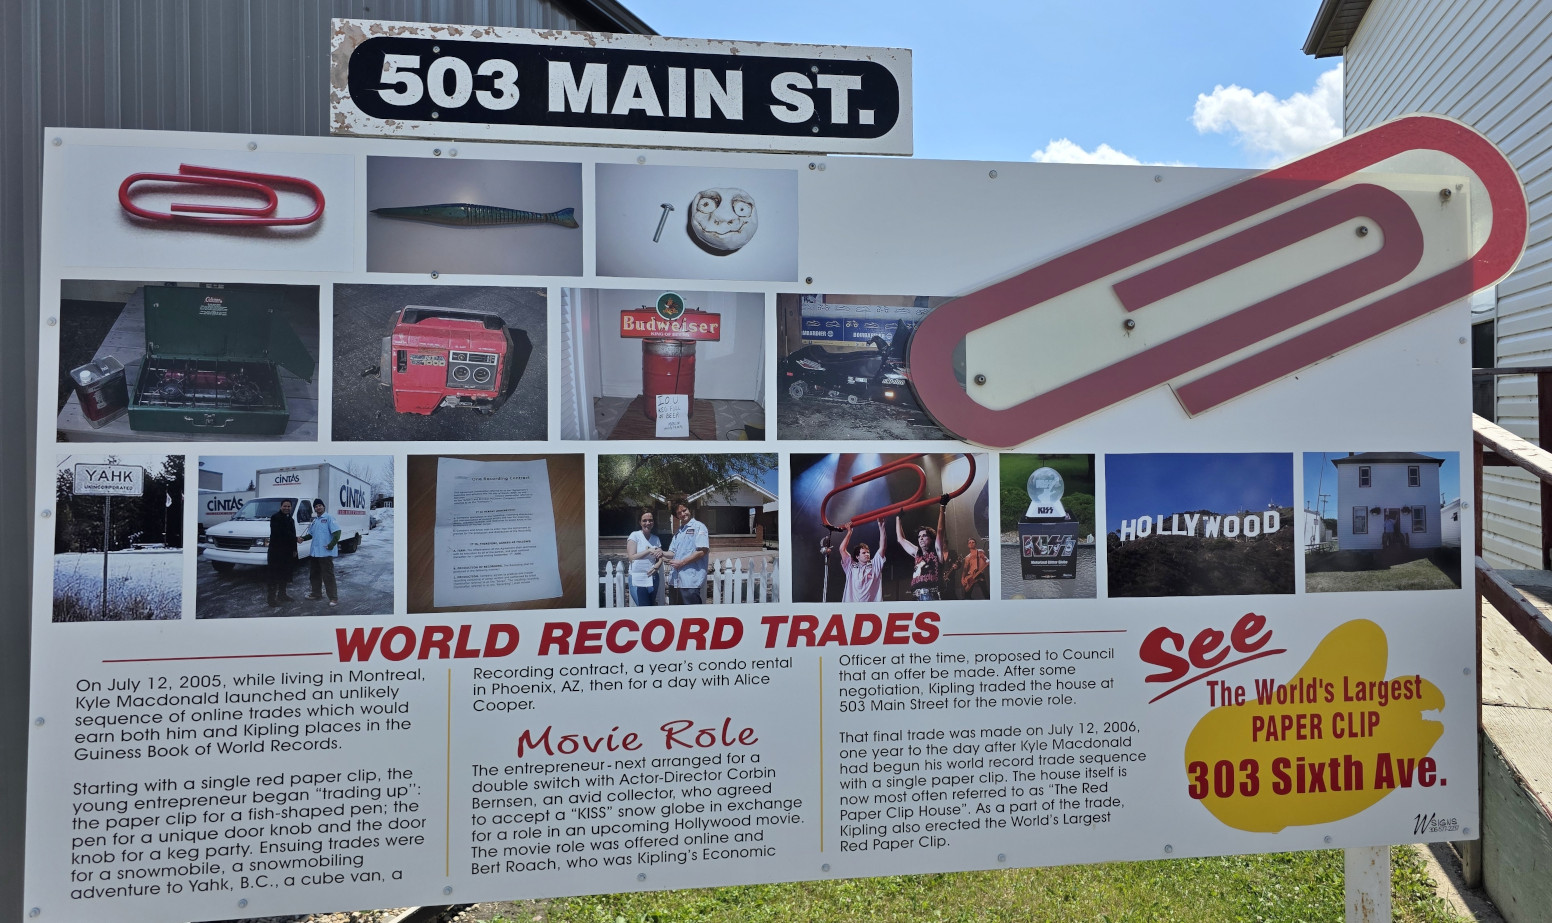 503 MAIN ST.
Budweiser
I.O.U
YAHK
UNINCORPORATED
CINTAS
CINTAS
CINTAS
KISS
KISS
HOLLYWOOD
WORLD RECORD TRADES
On July 12, 2005, while living in Montreal,
Kyle Macdonald launched an unlikely
sequence of online trades which would
earn both him and Kipling places in the
Guiness Book of World Records.
Starting with a single red paper clip, the
young entrepreneur began "trading up":
the paper clip for a fish-shaped pen; the
pen for a unique door knob and the door
knob for a keg party. Ensuing trades were
for a snowmobile, a snowmobiling
adventure to Yahk, B.C., a cube van, a
Recording contract, a year's condo rental
in Phoenix, AZ, then for a day with Alice
Cooper.
Movie Role
The entrepreneur-next arranged for a
double switch with Actor-Director Corbin
Bernsen, an avid collector, who agreed
to accept a "KISS" snow globe in exchange
for a role in an upcoming Hollywood movie.
The movie role was offered online and
Bert Roach, who was Kipling's Economic
Officer at the time, proposed to Council
that an offer be made. After some
negotiation, Kipling traded the house at
503 Main Street for the movie role.
That final trade was made on July 12, 2006,
one year to the day after Kyle Macdonald
had begun his world record trade sequence
with a single paper clip. The house itself is
now most often referred to as "The Red
Paper Clip House". As a part of the trade,
Kipling also erected the World's Largest
Red Paper Clip.
See
The World's Largest
PAPER CLIP
303 Sixth Ave.
W SIGNS